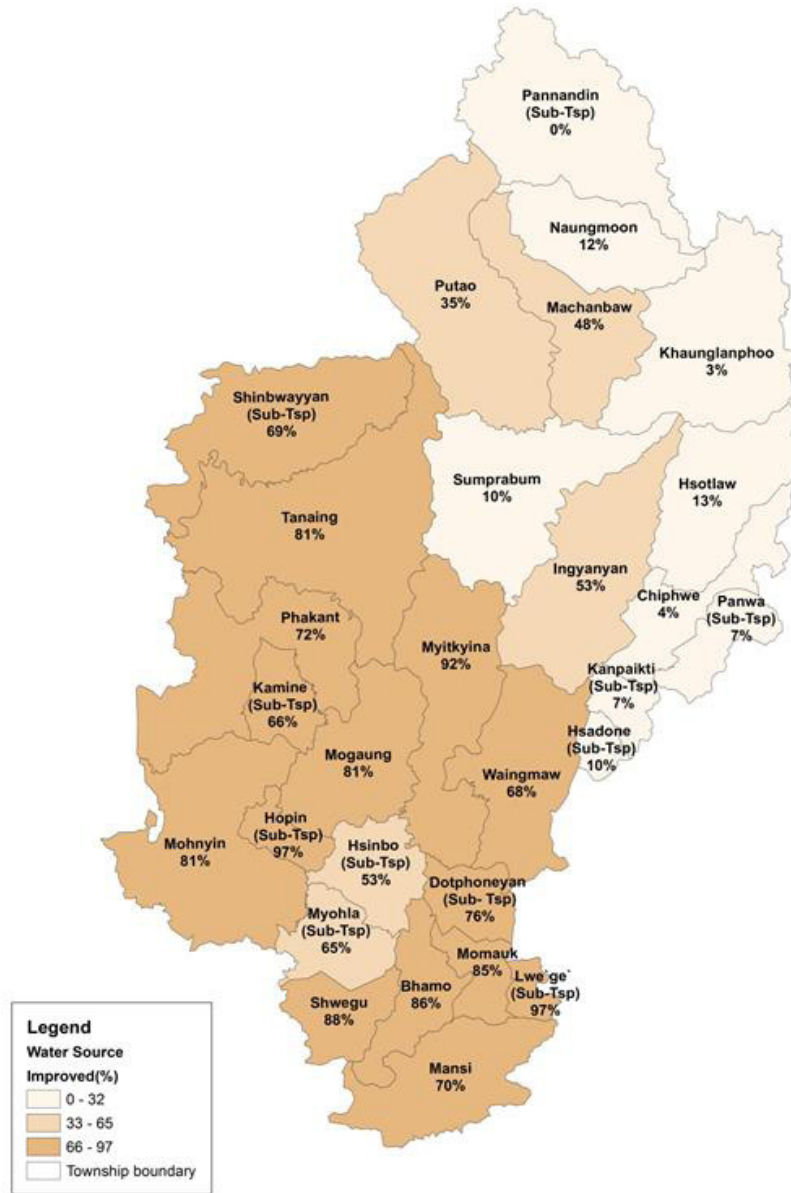 Pannandin
(Sub-Tsp)
0%
Naungmoon
12%
Putao
35%
Machanbaw
48%
Khaunglanphoo
3%
Shinbwayyan
(Sub-Tsp)
69%
Sumprabum
10%
Hsotlaw
13%
Tanaing
81%
Ingyanyan
53%
Chiphwe
4%
Panwa
(Sub-Tsp)
7%
Phakant
72%
Myitkyina
92%
Kanpaikti
(Sub-Tsp)
7%
Kamine
(Sub-Tsp)
66%
Hsadone
(Sub-Tsp)
10%
Mogaung
81%
Waingmaw
68%
Hopin
(Sub-Tsp)
97%
Mohnyin
81%
Hsinbo
(Sub-Tsp)
53%
Dotphoneyan
(Sub- Tsp)
76%
Myohla
(Sub-Tsp)
65%
Momauk
85%
Lwe`ge`
(Sub-Tsp)
97%
Bhamo
86%
Shwegu
88%
Mansi
70%
Legend
Water Source
Improved(%)
0 - 32
33 - 65
66 - 97
Township boundary